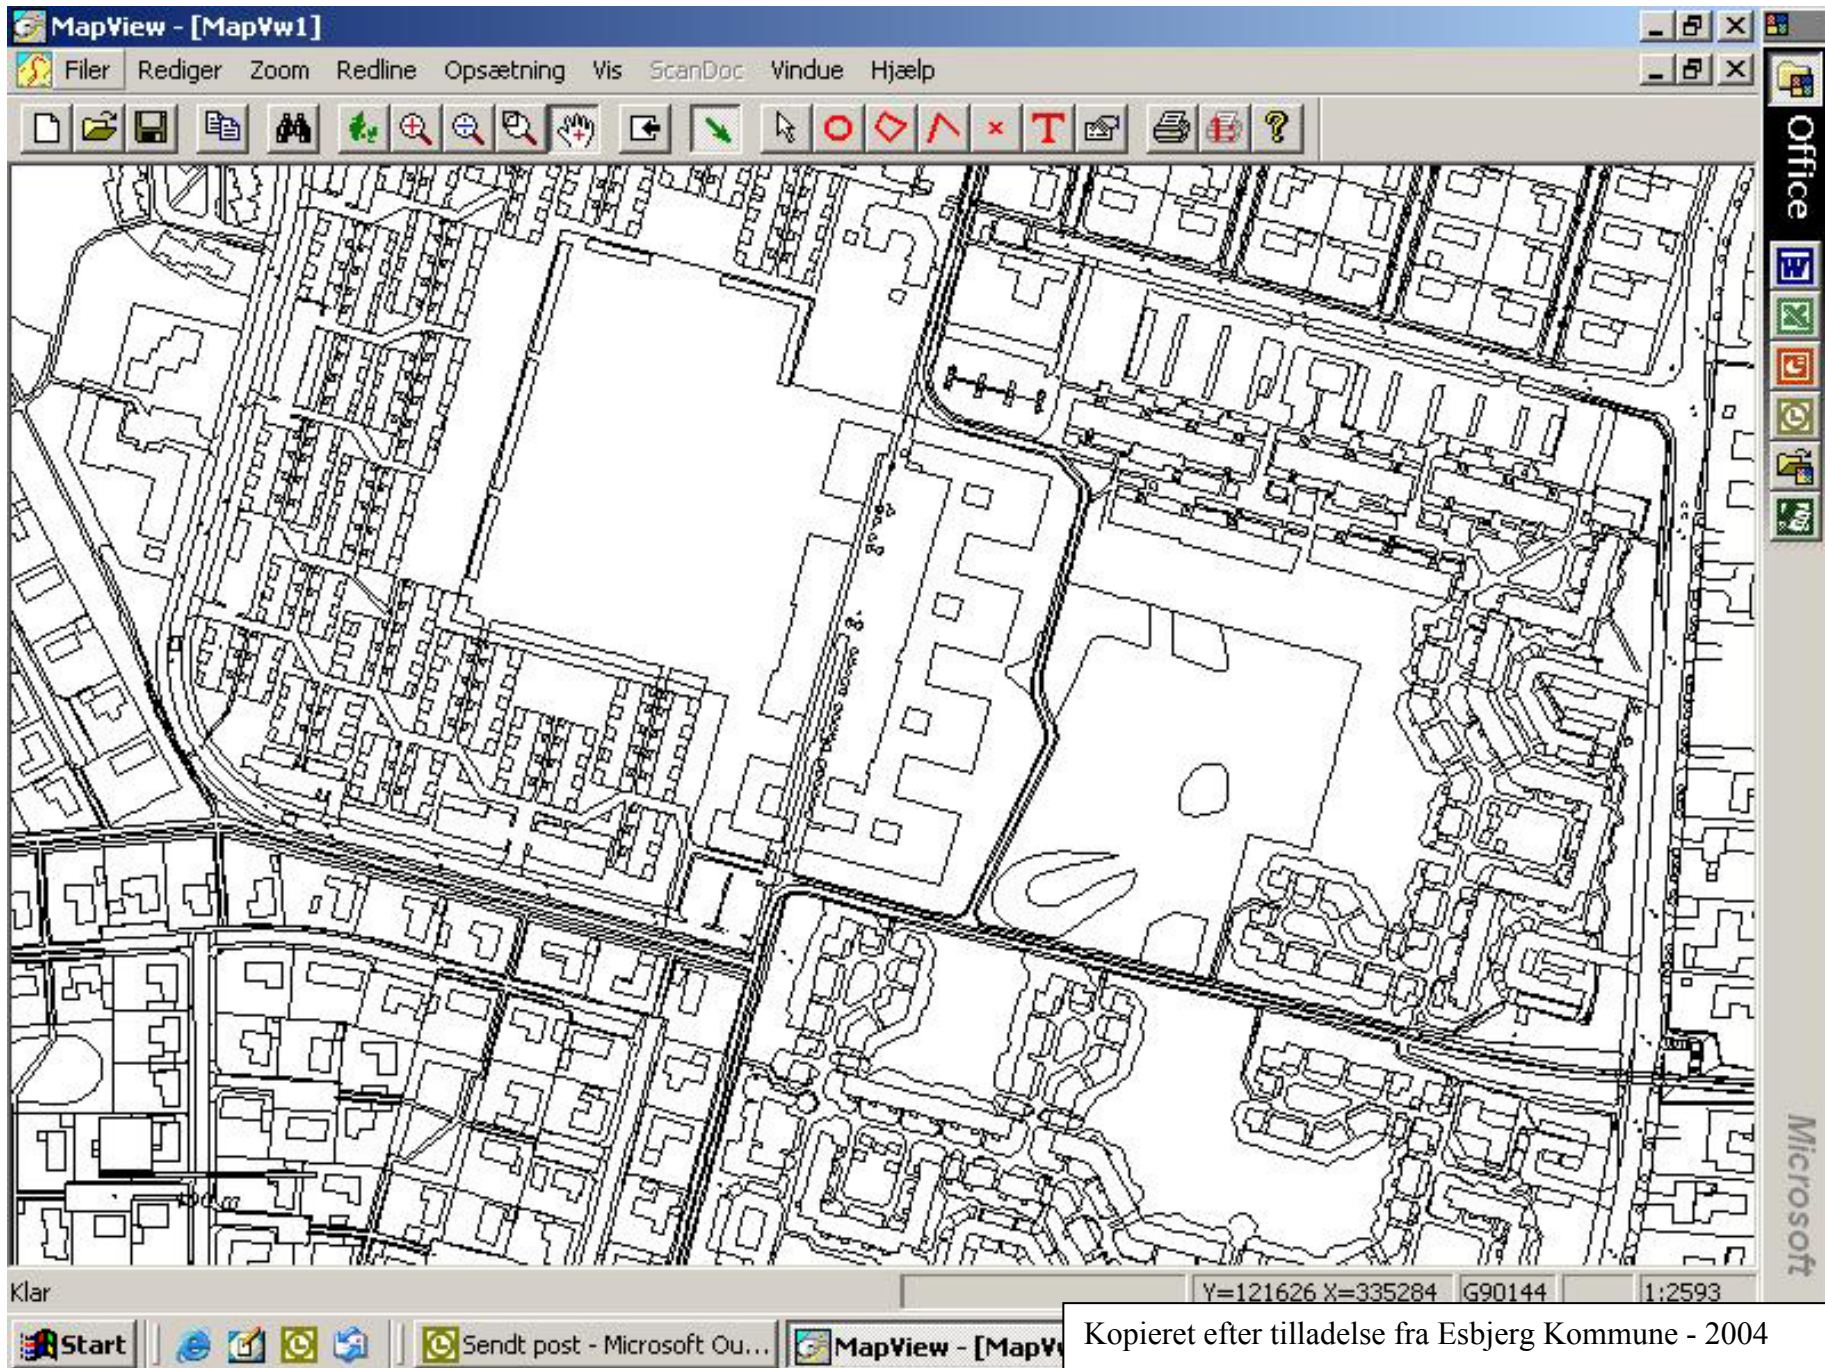 MapView - [MapVw1]
Filer Rediger Zoom Redline Opsætning Vis ScanDoc Vindue Hjælp
Office
Microsoft
Klar
Y=121626 X=335284 G90144 1:2593
Start
Sendt post - Microsoft Ou...
MapView - [MapV
Kopieret efter tilladelse fra Esbjerg Kommune - 2004